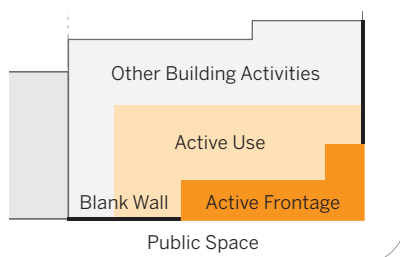 Other Building Activities
Active Use
Blank Wall
Active Frontage
Public Space